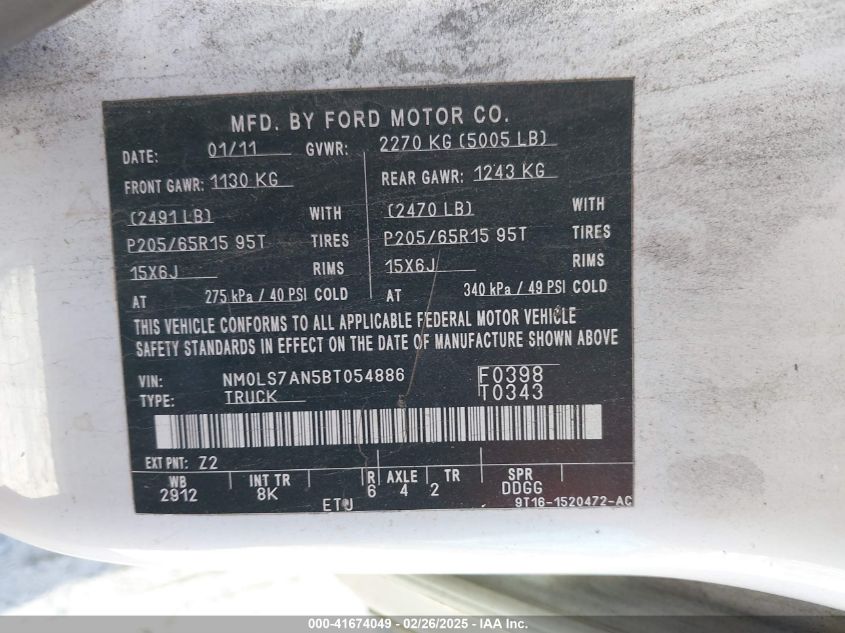 MFD. BY FORD MOTOR CO.
DATE: 01/11 GVWR: 2270 KG (5005 LB)
FRONT GAWR: 1130 KG REAR GAWR: 1243 KG
(2491 LB) WITH (2470 LB) WITH
P205/65R15 95T TIRES P205/65R15 95T TIRES
15X6J RIMS 15X6J RIMS
AT 275 kPa / 40 PSI COLD AT 340 kPa / 49 PSI COLD
THIS VEHICLE CONFORMS TO ALL APPLICABLE FEDERAL MOTOR VEHICLE
SAFETY STANDARDS IN EFFECT ON THE DATE OF MANUFACTURE SHOWN ABOVE
VIN: NM0LS7AN5BT054886 F0398
TYPE: TRUCK T0343
EXT PNT: Z2
WB INT TR R AXLE TR SPR
2912 8K 6 4 2 DDGG
ETU 9T16-1520472-AC
000-41674049 - 02/26/2025 - IAA Inc.